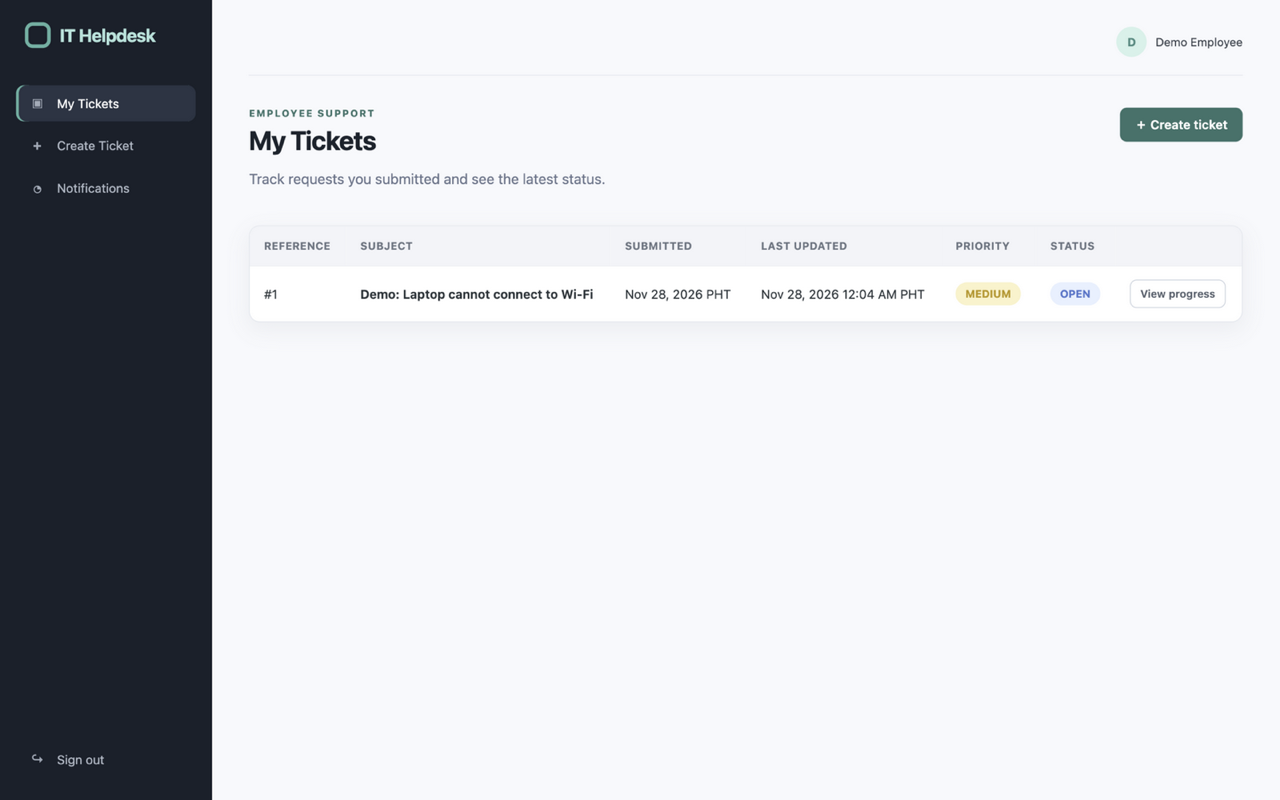 IT Helpdesk
My Tickets
+ Create Ticket
Notifications
Sign out
D Demo Employee
EMPLOYEE SUPPORT
My Tickets
+ Create ticket
Track requests you submitted and see the latest status.
REFERENCE SUBJECT SUBMITTED LAST UPDATED PRIORITY STATUS
#1 Demo: Laptop cannot connect to Wi-Fi Nov 28, 2026 PHT Nov 28, 2026 12:04 AM PHT MEDIUM OPEN View progress